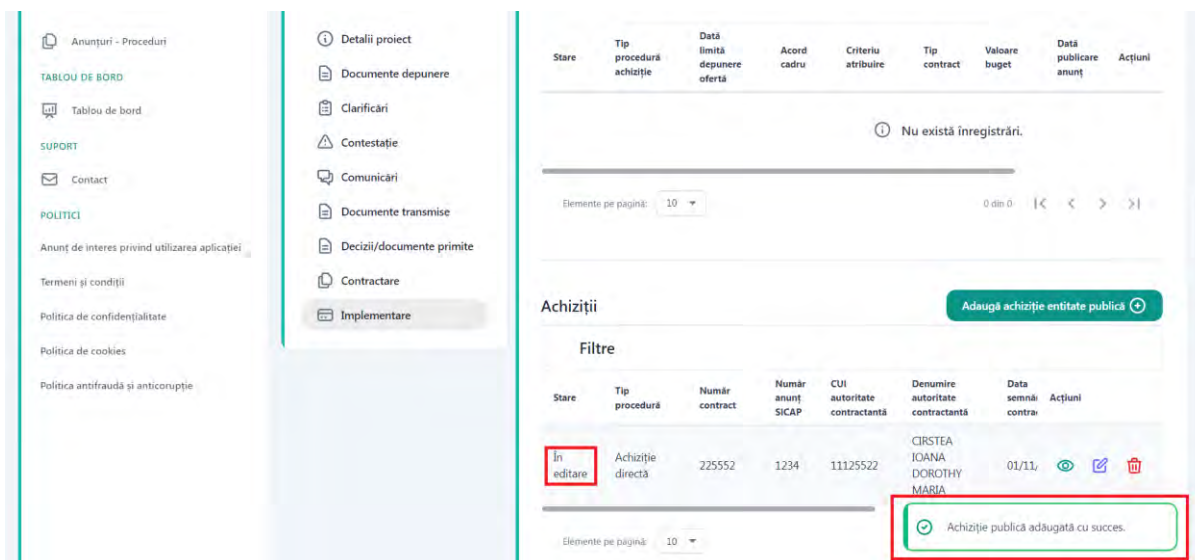 Anunțuri - Proceduri
TABLOU DE BORD
Tablou de bord
SUPORT
Contact
POLITICI
Anunț de interes privind utilizarea aplicației
Termeni și condiții
Politica de confidențialitate
Politica de cookies
Politica antifraudă și anticorupție
Detalii proiect
Documente depunere
Clarificări
Contestație
Comunicări
Documente transmise
Decizii/documente primite
Contractare
Implementare
Stare
Tip procedură achiziție
Dată limită depunere ofertă
Acord cadru
Criteriu atribuire
Tip contract
Valoare buget
Dată publicare anunț
Acțiuni
Nu există înregistrări.
Elemente pe pagină: 10
0 din 0
Achiziții
Adaugă achiziție entitate publică
Filtre
Stare
Tip procedură
Număr contract
Număr anunț SICAP
CUI autoritate contractantă
Denumire autoritate contractantă
Data semnă contra
Acțiuni
În editare
Achiziție directă
225552
1234
11125522
CIRSTEA IOANA DOROTHY MARIA
01/11/
Achiziție publică adăugată cu succes.
Elemente pe pagină: 10